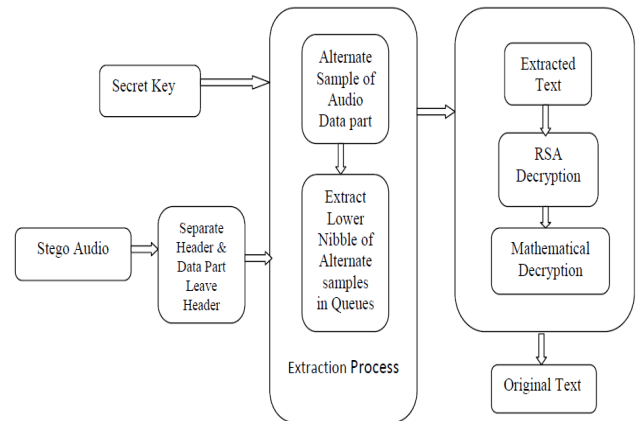 Secret Key
Stego Audio
Separate
Header &
Data Part
Leave
Header
Alternate
Sample of
Audio
Data part
Extract
Lower
Nibble of
Alternate
samples
in Queues
Extraction Process
Extracted
Text
RSA
Decryption
Mathematical
Decryption
Original Text